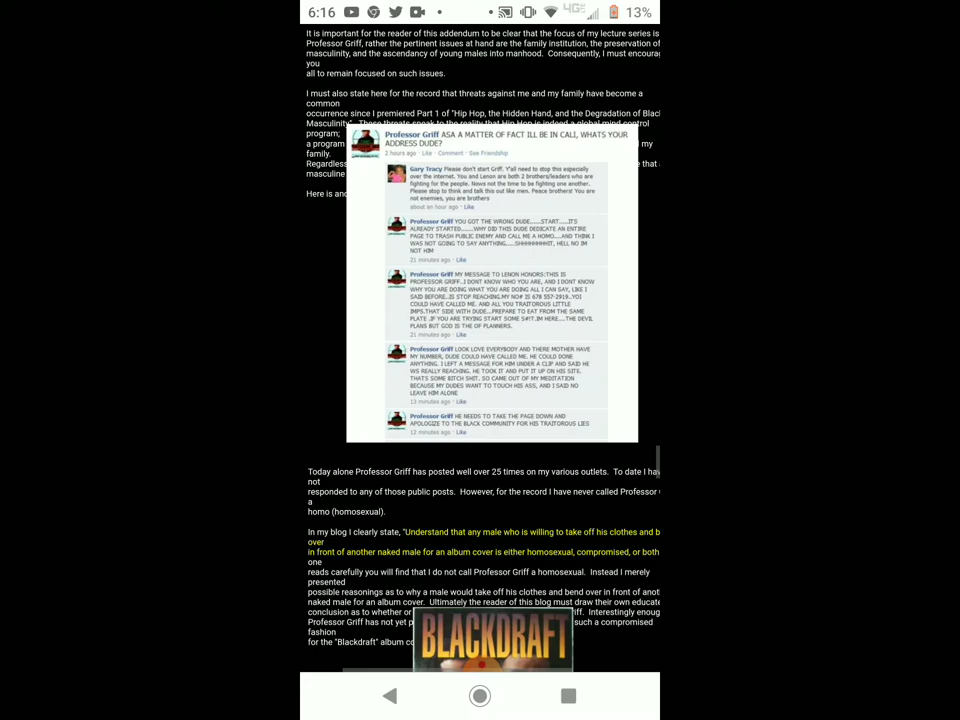 6:16
4G
13%
It is important for the reader of this addendum to be clear that the focus of my lecture series is
Professor Griff, rather the pertinent issues at hand are the family institution, the preservation of
masculinity, and the ascendancy of young males into manhood. Consequently, I must encourag
you
all to remain focused on such issues.
I must also state here for the record that threats against me and my family have become a
common
occurrence since I premiered Part 1 of "Hip Hop, the Hidden Hand, and the Degradation of Blac
Masculinity". These threats speak to the reality that Hip Hop is indeed a global mind control
program;
a program
my
family.
Regardless
e that
masculine
Here is ano
Professor Griff ASA A MATTER OF FACT ILL BE IN CALI, WHATS YOUR
ADDRESS DUDE?
2 hours ago · Like · Comment · See Friendship
Gary Tracy Please don't start Griff. Y'all need to stop this especially
over the internet. You and Lenon are both 2 brothers/leaders who are
fighting for the people. Nows not the time to be fighting one another.
Please stop to think and talk this out like men. Peace brothers! You are
not enemies, you are brothers
about an hour ago · Like
Professor Griff YOU GOT THE WRONG DUDE.......START.....ITS
ALREADY STARTED........WHY DID THIS DUDE DEDICATE AN ENTIRE
PAGE TO TRASH PUBLIC ENEMY AND CALL ME A HOMO....AND THINK I
WAS NOT GOING TO SAY ANYTHING.....SHHHHHHHIT, HELL NO IM
NOT HIM
21 minutes ago · Like
Professor Griff MY MESSAGE TO LENON HONORS:THIS IS
PROFESSOR GRIFF..I DONT KNOW WHO YOU ARE, AND I DONT KNOW
WHY YOU ARE DOING WHAT YOU ARE DOING ALL I CAN SAY, LIKE I
SAID BEFORE..IS STOP REACHING.MY NO# IS 678 557-2919..YOI
COULD HAVE CALLED ME. AND ALL YOU TRAITOROUS LITTLE
IMPS.THAT SIDE WITH DUDE...PREPARE TO EAT FROM THE SAME
PLATE .IF YOU ARE TRYING START SOME S#!T.IM HERE....THE DEVIL
PLANS BUT GOD IS THE OF PLANNERS.
21 minutes ago · Like
Professor Griff LOOK LOVE EVERYBODY AND THERE MOTHER HAVE
MY NUMBER, DUDE COULD HAVE CALLED ME. HE COULD DONE
ANYTHING. I LEFT A MESSAGE FOR HIM UNDER A CLIP AND SAID HE
WS REALLY REACHING. HE TOOK IT AND PUT IT UP ON HIS SITE.
THATS SOME BITCH SHIT. SO CAME OUT OF MY MEDITATION
BECAUSE MY DUDES WANT TO TOUCH HIS ASS, AND I SAID NO
LEAVE HIM ALONE
13 minutes ago · Like
Professor Griff HE NEEDS TO TAKE THE PAGE DOWN AND
APOLOGIZE TO THE BLACK COMMUNITY FOR HIS TRAITOROUS LIES
12 minutes ago · Like
Today alone Professor Griff has posted well over 25 times on my various outlets. To date I hav
not
responded to any of those public posts. However, for the record I have never called Professor
a
homo (homosexual).
In my blog I clearly state, "Understand that any male who is willing to take off his clothes and b
over
in front of another naked male for an album cover is either homosexual, compromised, or both
one
reads carefully you will find that I do not call Professor Griff a homosexual. Instead I merely
presented
possible reasonings as to why a male would take off his clothes and bend over in front of anoth
naked male for an album cover. Ultimately the reader of this blog must draw their own educate
conclusion as to whether or iff. Interestingly enoug
Professor Griff has not yet p such a compromised
fashion
for the "Blackdraft" album co
BLACKDRAFT